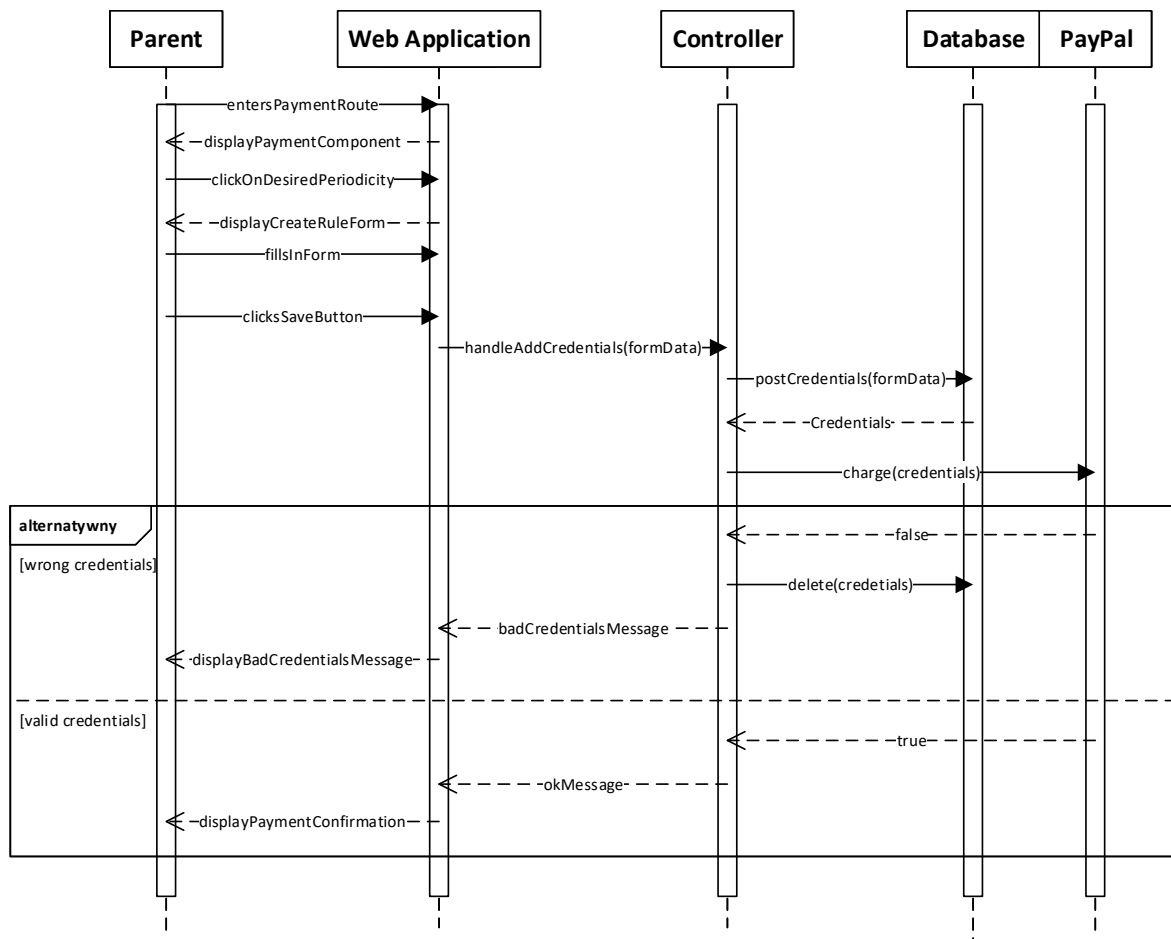 Parent
Web Application
Controller
Database
PayPal
entersPaymentRoute
displayPaymentComponent
clickOnDesiredPeriodicity
displayCreateRuleForm
fillsInForm
clicksSaveButton
handleAddCredentials(formData)
postCredentials(formData)
Credentials
charge(credentials)
alternatywny
false
[wrong credentials]
delete(credetials)
badCredentialsMessage
displayBadCredentialsMessage
[valid credentials]
true
okMessage
displayPaymentConfirmation